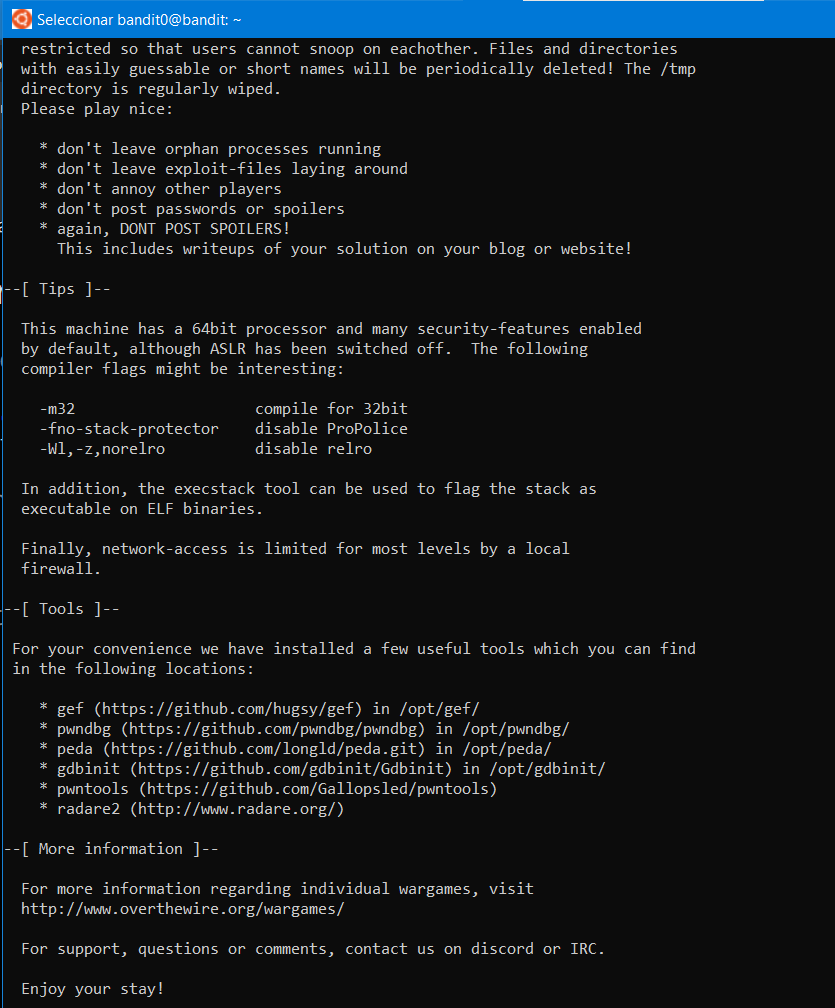 Seleccionar bandit0@bandit: ~
restricted so that users cannot snoop on eachother. Files and directories
with easily guessable or short names will be periodically deleted! The /tmp
directory is regularly wiped.
Please play nice:
* don't leave orphan processes running
* don't leave exploit-files laying around
* don't annoy other players
* don't post passwords or spoilers
* again, DONT POST SPOILERS!
This includes writeups of your solution on your blog or website!
--[ Tips ]--
This machine has a 64bit processor and many security-features enabled
by default, although ASLR has been switched off.  The following
compiler flags might be interesting:
-m32                    compile for 32bit
-fno-stack-protector    disable ProPolice
-Wl,-z,norelro          disable relro
In addition, the execstack tool can be used to flag the stack as
executable on ELF binaries.
Finally, network-access is limited for most levels by a local
firewall.
--[ Tools ]--
For your convenience we have installed a few useful tools which you can find
in the following locations:
* gef (https://github.com/hugsy/gef) in /opt/gef/
* pwndbg (https://github.com/pwndbg/pwndbg) in /opt/pwndbg/
* peda (https://github.com/longld/peda.git) in /opt/peda/
* gdbinit (https://github.com/gdbinit/Gdbinit) in /opt/gdbinit/
* pwntools (https://github.com/Gallopsled/pwntools)
* radare2 (http://www.radare.org/)
--[ More information ]--
For more information regarding individual wargames, visit
http://www.overthewire.org/wargames/
For support, questions or comments, contact us on discord or IRC.
Enjoy your stay!